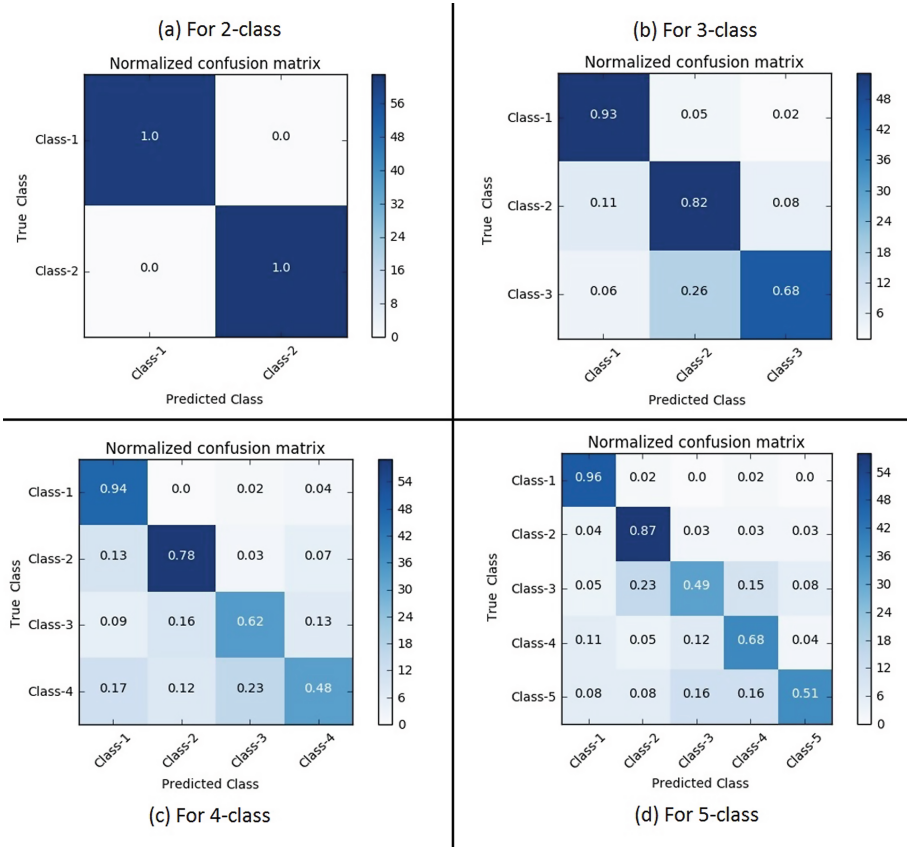 (a) For 2-class
Normalized confusion matrix
True Class
Class-1
1.0
0.0
Class-2
0.0
1.0
Class-1
Class-2
Predicted Class
56
48
40
32
24
16
8
0
(b) For 3-class
Normalized confusion matrix
True Class
Class-1
0.93
0.05
0.02
Class-2
0.11
0.82
0.08
Class-3
0.06
0.26
0.68
Class-1
Class-2
Class-3
Predicted Class
48
42
36
30
24
18
12
6
Normalized confusion matrix
True Class
Class-1
0.94
0.0
0.02
0.04
Class-2
0.13
0.78
0.03
0.07
Class-3
0.09
0.16
0.62
0.13
Class-4
0.17
0.12
0.23
0.48
Class-1
Class-2
Class-3
Class-4
Predicted Class
54
48
42
36
30
24
18
12
6
0
(c) For 4-class
Normalized confusion matrix
True Class
Class-1
0.96
0.02
0.0
0.02
0.0
Class-2
0.04
0.87
0.03
0.03
0.03
Class-3
0.05
0.23
0.49
0.15
0.08
Class-4
0.11
0.05
0.12
0.68
0.04
Class-5
0.08
0.08
0.16
0.16
0.51
Class-1
Class-2
Class-3
Class-4
Class-5
Predicted Class
54
48
42
36
30
24
18
12
6
0
(d) For 5-class